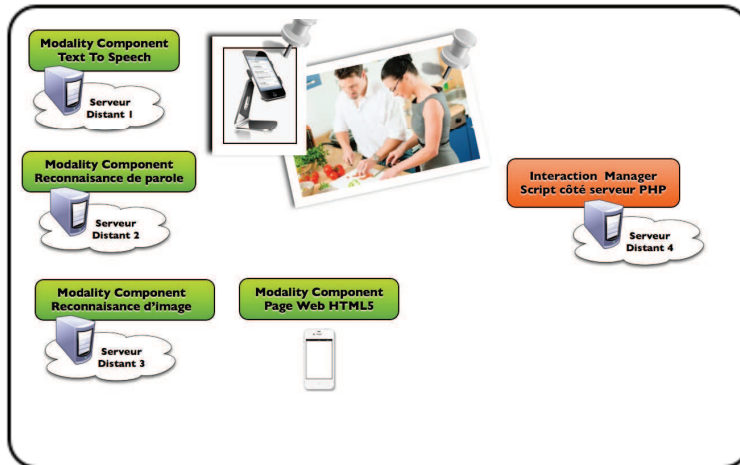 Modality Component
Text To Speech
Serveur
Distant 1
Modality Component
Reconnaisance de parole
Serveur
Distant 2
Interaction Manager
Script côté serveur PHP
Serveur
Distant 4
Modality Component
Reconnaisance d'image
Serveur
Distant 3
Modality Component
Page Web HTML5